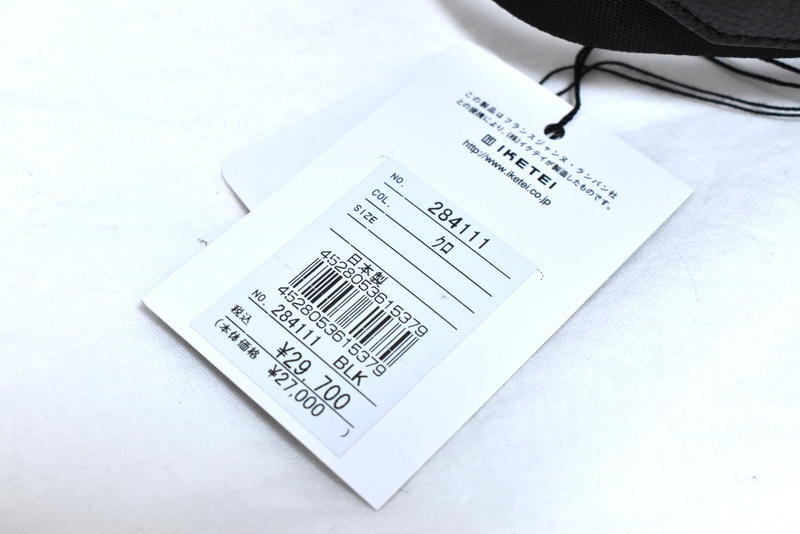 この製品はフランスジャンヌ・ランバン社
との提携により、(株)イケテイが製造したものです。
IKETEI
http://www.iketei.co.jp
NO. 284111
COL. クロ
SIZE
日本製
4528053615379
4528053615379
NO. 284111 BLK
税込 ¥29,700
(本体価格 ¥27,000 )